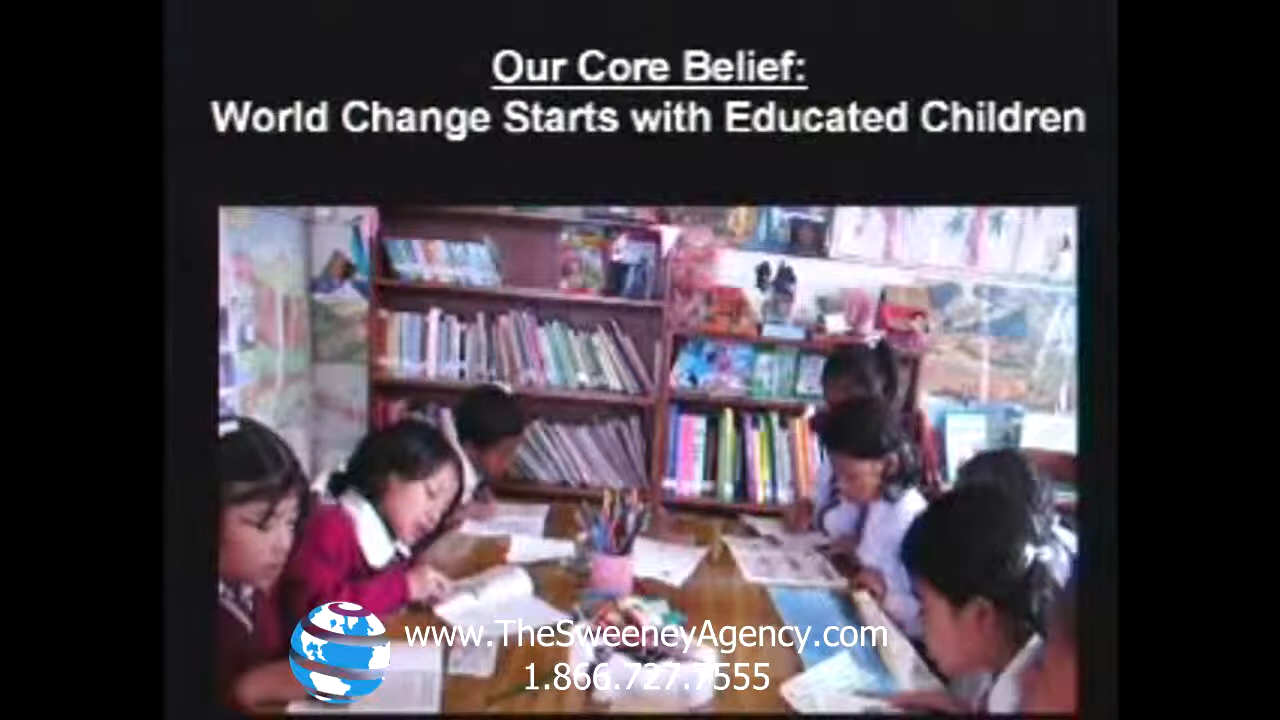 Our Core Belief:
World Change Starts with Educated Children
www.TheSweeneyAgency.com
1.866.727.7555